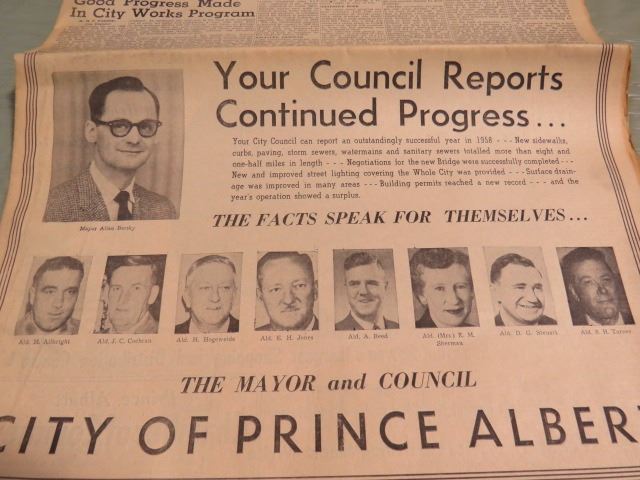 Good Progress Made
In City Works Program
Your Council Reports
Continued Progress...
Your City Council can report an outstandingly successful year in 1958 - - - New sidewalks,
curbs, paving, storm sewers, watermains and sanitary sewers totalled more than eight and
one-half miles in length - - - Negotiations for the new Bridge were successfully completed - - -
New and improved street lighting covering the Whole City was provided - - - Surface drain-
age was improved in many areas - - - Building permits reached a new record - - - and the
year's operation showed a surplus.
Mayor Allan Barsky
THE FACTS SPEAK FOR THEMSELVES...
Ald. M. Allbright
Ald. J. C. Cochran
Ald. H. Hogeweide
Ald. E. H. Jones
Ald. A. Reed
Ald. (Mrs.) R. M.
Sherman
Ald. D. G. Steuart
Ald. S. H. Turvey
THE MAYOR and COUNCIL
CITY OF PRINCE ALBER